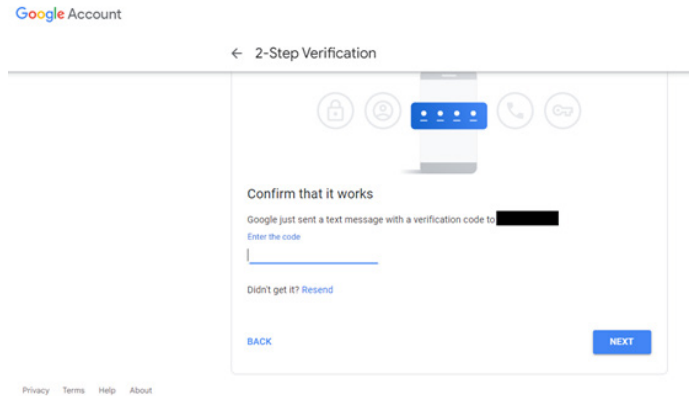 Google Account
← 2-Step Verification
Confirm that it works
Google just sent a text message with a verification code to
Enter the code
Didn't get it? Resend
BACK
NEXT
Privacy Terms Help About